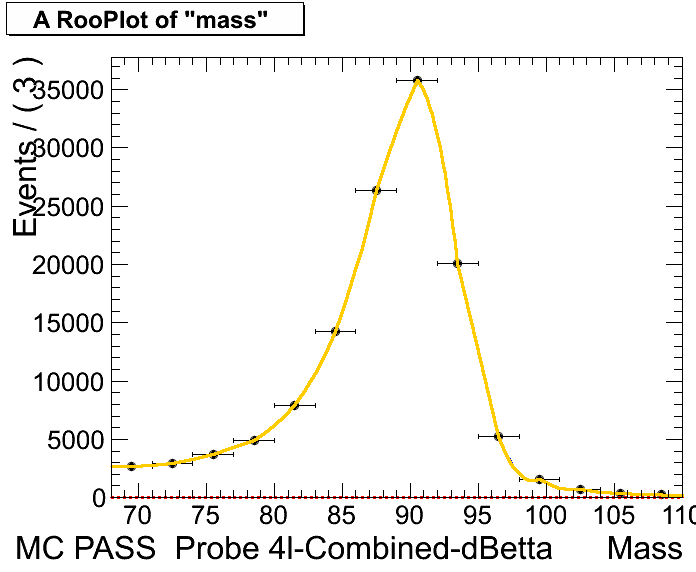 A RooPlot of "mass"
Events / ( 3 )
35000
30000
25000
20000
15000
10000
5000
0
70 75 80 85 90 95 100 105 110
MC PASS Probe 4l-Combined-dBetta Mass